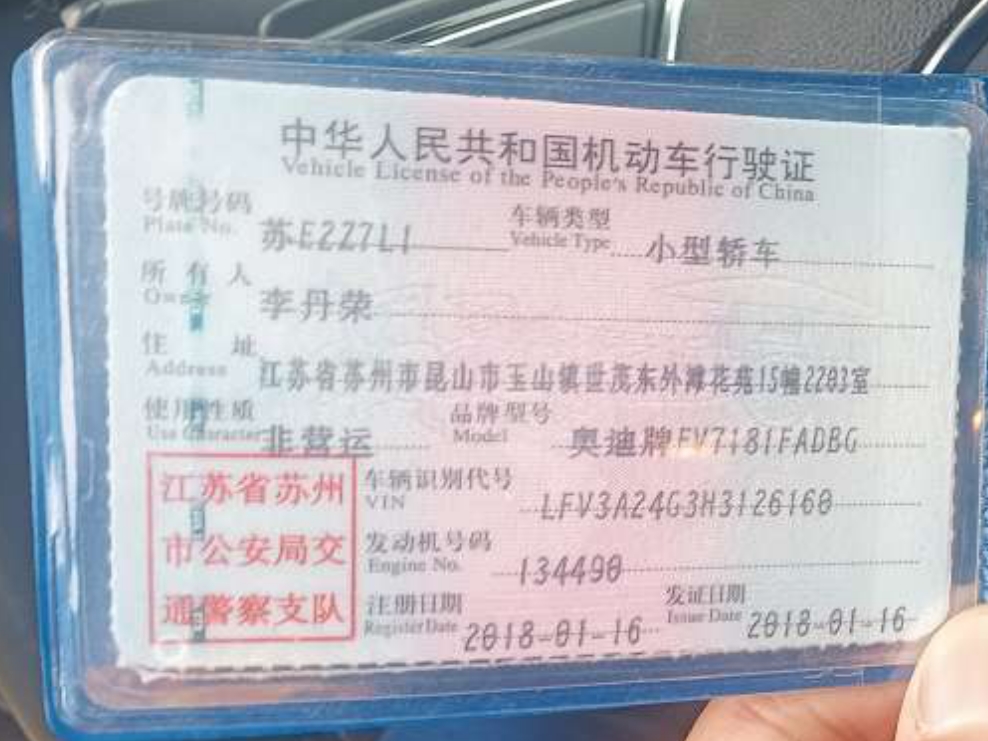 中华人民共和国机动车行驶证
Vehicle License of the People's Republic of China
号牌号码 苏E2Z7L1 车辆类型 小型轿车
Plate No. Vehicle Type
所有人 李丹荣
Owner
住址 江苏省苏州市昆山市玉山镇世茂东外滩花苑15幢2203室
Address
使用性质 非营运 品牌型号 奥迪牌FV7181FADBG
Use Character Model
江苏省苏州 车辆识别代号 LFV3A24G3H3126160
VIN
市公安局交 发动机号码 134490
Engine No.
通警察支队 注册日期 2018-01-16 发证日期 2018-01-16
Register Date Issue Date